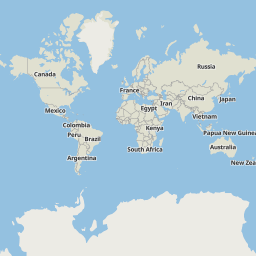 Russia
Canada
France
China
Iran
Japan
Mexico
Egypt
Vietnam
Colombia
Kenya
Papua New Guinea
Peru
Brazil
Australia
South Africa
Argentina
New Zea